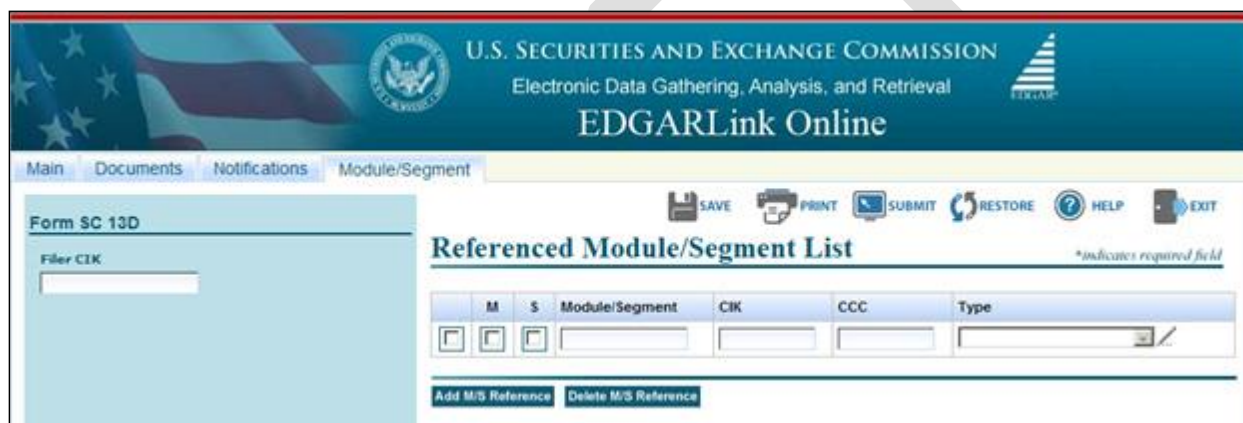 U.S. SECURITIES AND EXCHANGE COMMISSION
Electronic Data Gathering, Analysis, and Retrieval
EDGAR®
EDGARLink Online
Main Documents Notifications Module/Segment
SAVE PRINT SUBMIT RESTORE HELP EXIT
Form SC 13D
Filer CIK
Referenced Module/Segment List
*indicates required field
M S Module/Segment CIK CCC Type
Add M/S Reference Delete M/S Reference